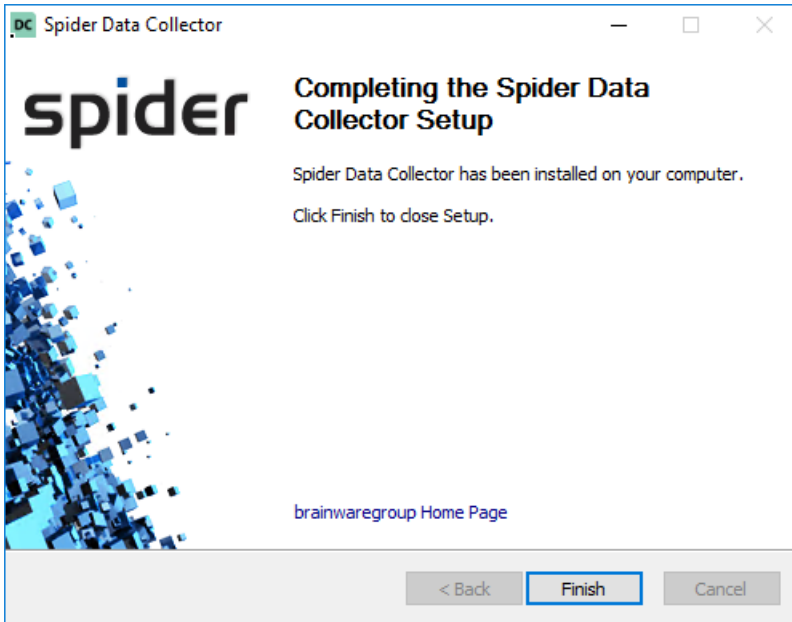 DC Spider Data Collector
spider
Completing the Spider Data
Collector Setup
Spider Data Collector has been installed on your computer.
Click Finish to close Setup.
brainwaregroup Home Page
< Back Finish Cancel